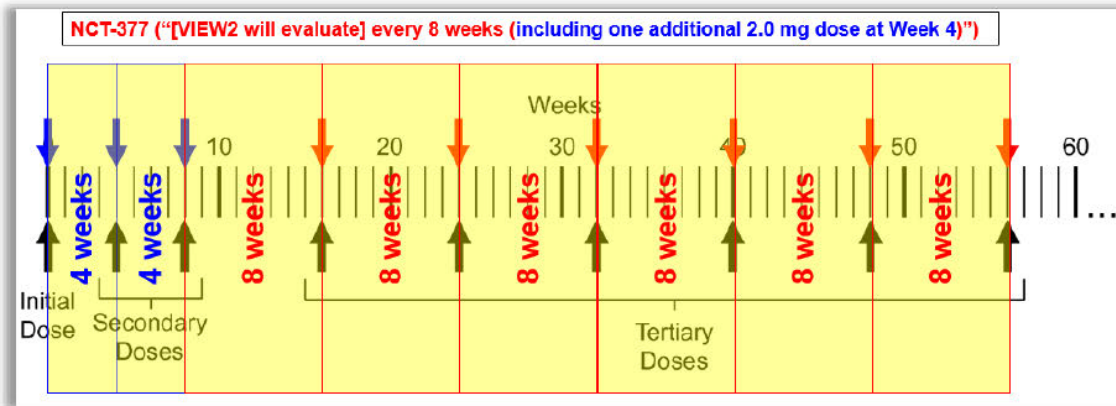 NCT-377 (“[VIEW2 will evaluate] every 8 weeks (including one additional 2.0 mg dose at Week 4)”)
Weeks
10 20 30 40 50 60
4 weeks 4 weeks 8 weeks 8 weeks 8 weeks 8 weeks 8 weeks 8 weeks
...
Initial
Dose
Secondary
Doses
Tertiary
Doses